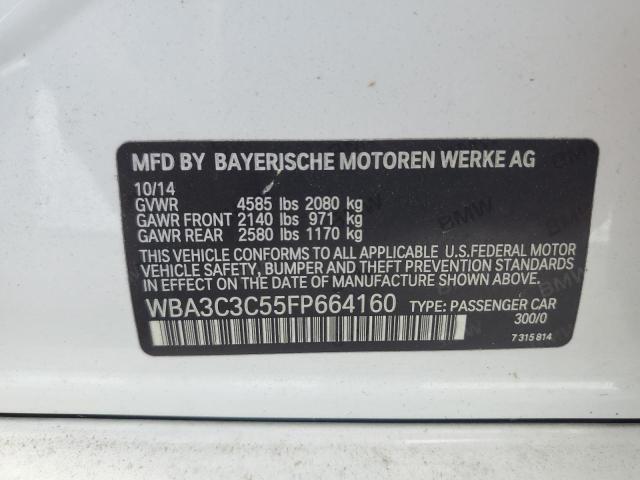 MFD BY BAYERISCHE MOTOREN WERKE AG
10/14
GVWR 4585 lbs 2080 kg
GAWR FRONT 2140 lbs 971 kg
GAWR REAR 2580 lbs 1170 kg
THIS VEHICLE CONFORMS TO ALL APPLICABLE U.S.FEDERAL MOTOR
VEHICLE SAFETY, BUMPER AND THEFT PREVENTION STANDARDS
IN EFFECT ON THE DATE OF MANUFACTURE SHOWN ABOVE.
WBA3C3C55FP664160 TYPE: PASSENGER CAR
300/0
7 315 814
BMW